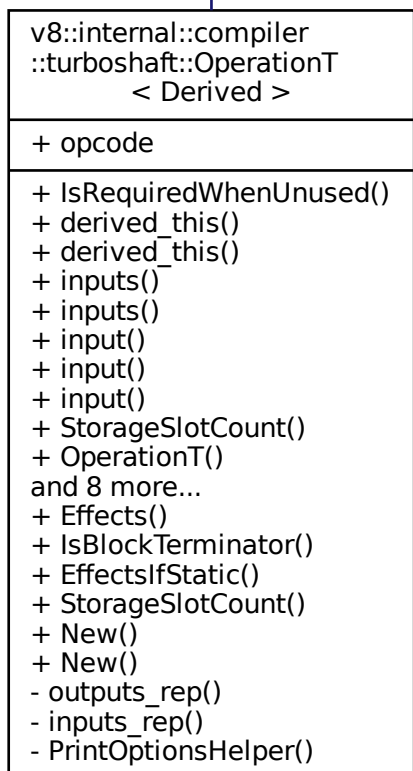 v8::internal::compiler
::turboshaft::OperationT
< Derived >
+ opcode
+ IsRequiredWhenUnused()
+ derived_this()
+ derived_this()
+ inputs()
+ inputs()
+ input()
+ input()
+ input()
+ StorageSlotCount()
+ OperationT()
and 8 more...
+ Effects()
+ IsBlockTerminator()
+ EffectsIfStatic()
+ StorageSlotCount()
+ New()
+ New()
- outputs_rep()
- inputs_rep()
- PrintOptionsHelper()